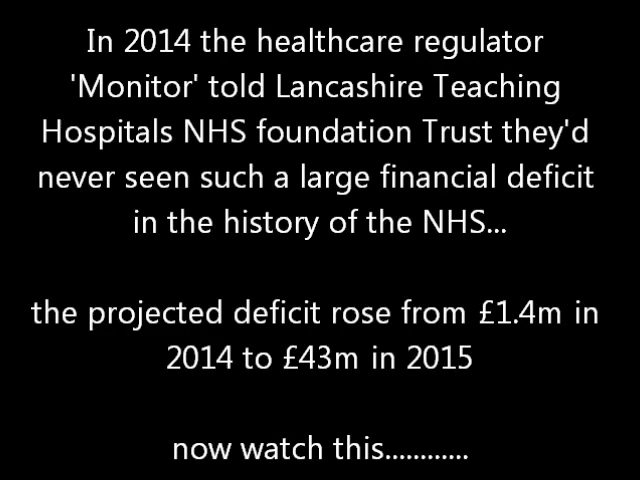 In 2014 the healthcare regulator
'Monitor' told Lancashire Teaching
Hospitals NHS foundation Trust they'd
never seen such a large financial deficit
in the history of the NHS...
the projected deficit rose from £1.4m in
2014 to £43m in 2015
now watch this............